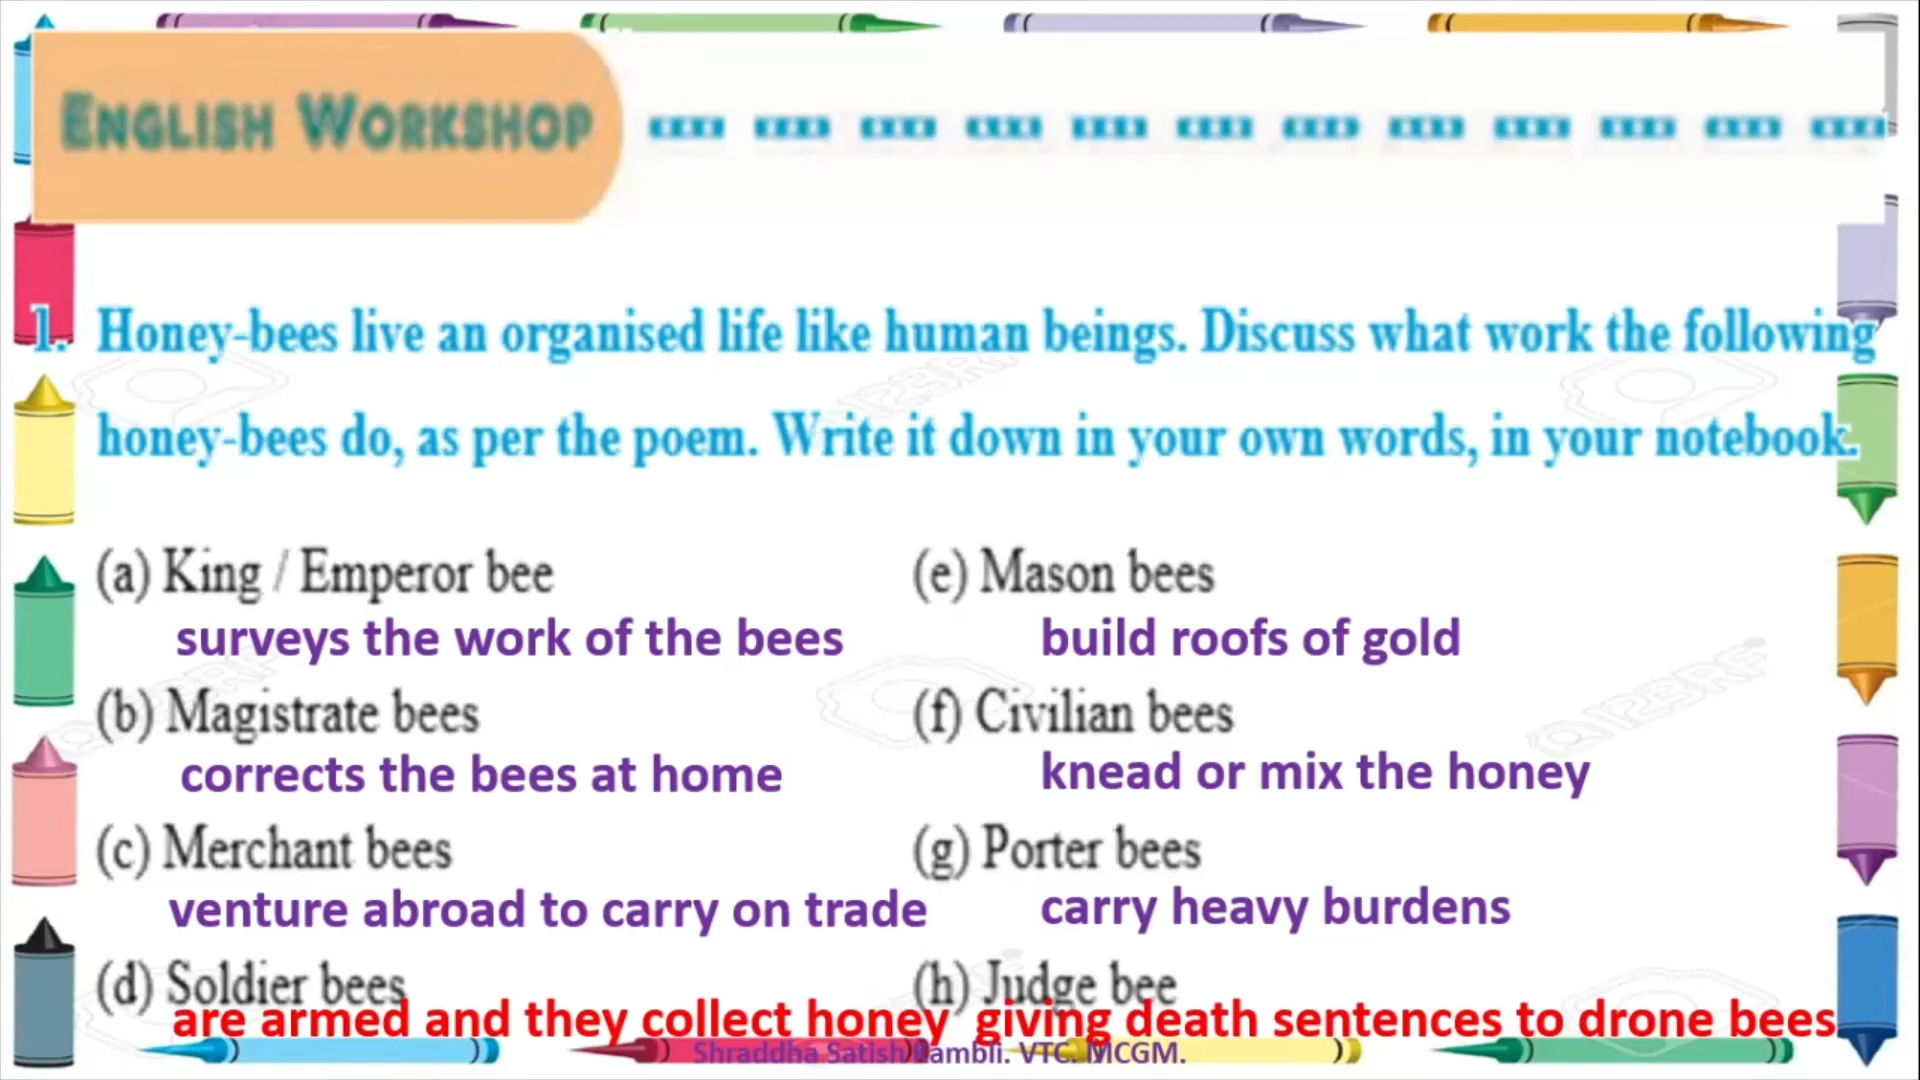 ENGLISH WORKSHOP
1. Honey-bees live an organised life like human beings. Discuss what work the following
honey-bees do, as per the poem. Write it down in your own words, in your notebook.
(a) King / Emperor bee
surveys the work of the bees
(b) Magistrate bees
corrects the bees at home
(c) Merchant bees
venture abroad to carry on trade
(d) Soldier bees
are armed and they collect honey
(e) Mason bees
build roofs of gold
(f) Civilian bees
knead or mix the honey
(g) Porter bees
carry heavy burdens
(h) Judge bee
giving death sentences to drone bees
Shraddha Satish Kambli. VTC. MCGM.